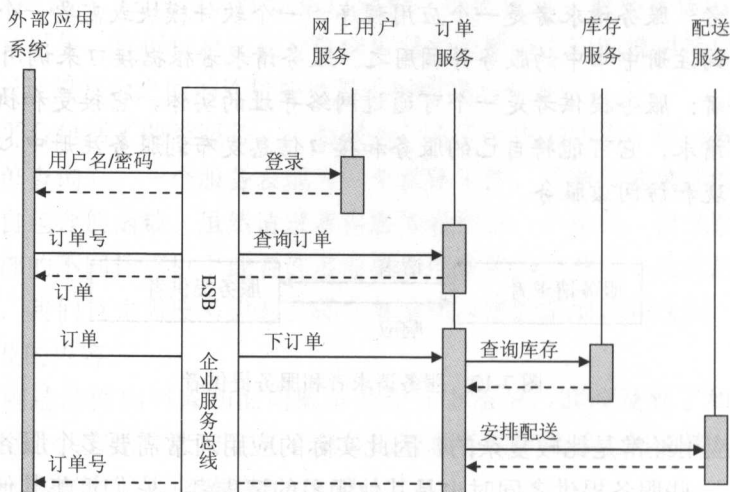 外部应用
系统
网上用户
服务
订单
服务
库存
服务
配送
服务
用户名/密码
登录
订单号
查询订单
订单
ESB
企业服务总线
订单
下订单
查询库存
安排配送
订单号